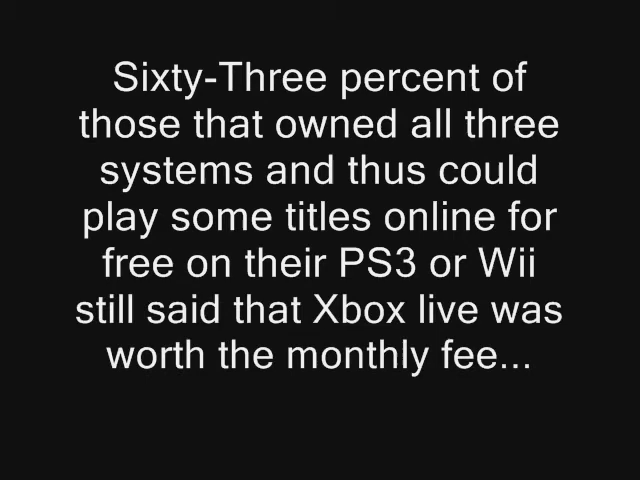 Sixty-Three percent of
those that owned all three
systems and thus could
play some titles online for
free on their PS3 or Wii
still said that Xbox live was
worth the monthly fee...